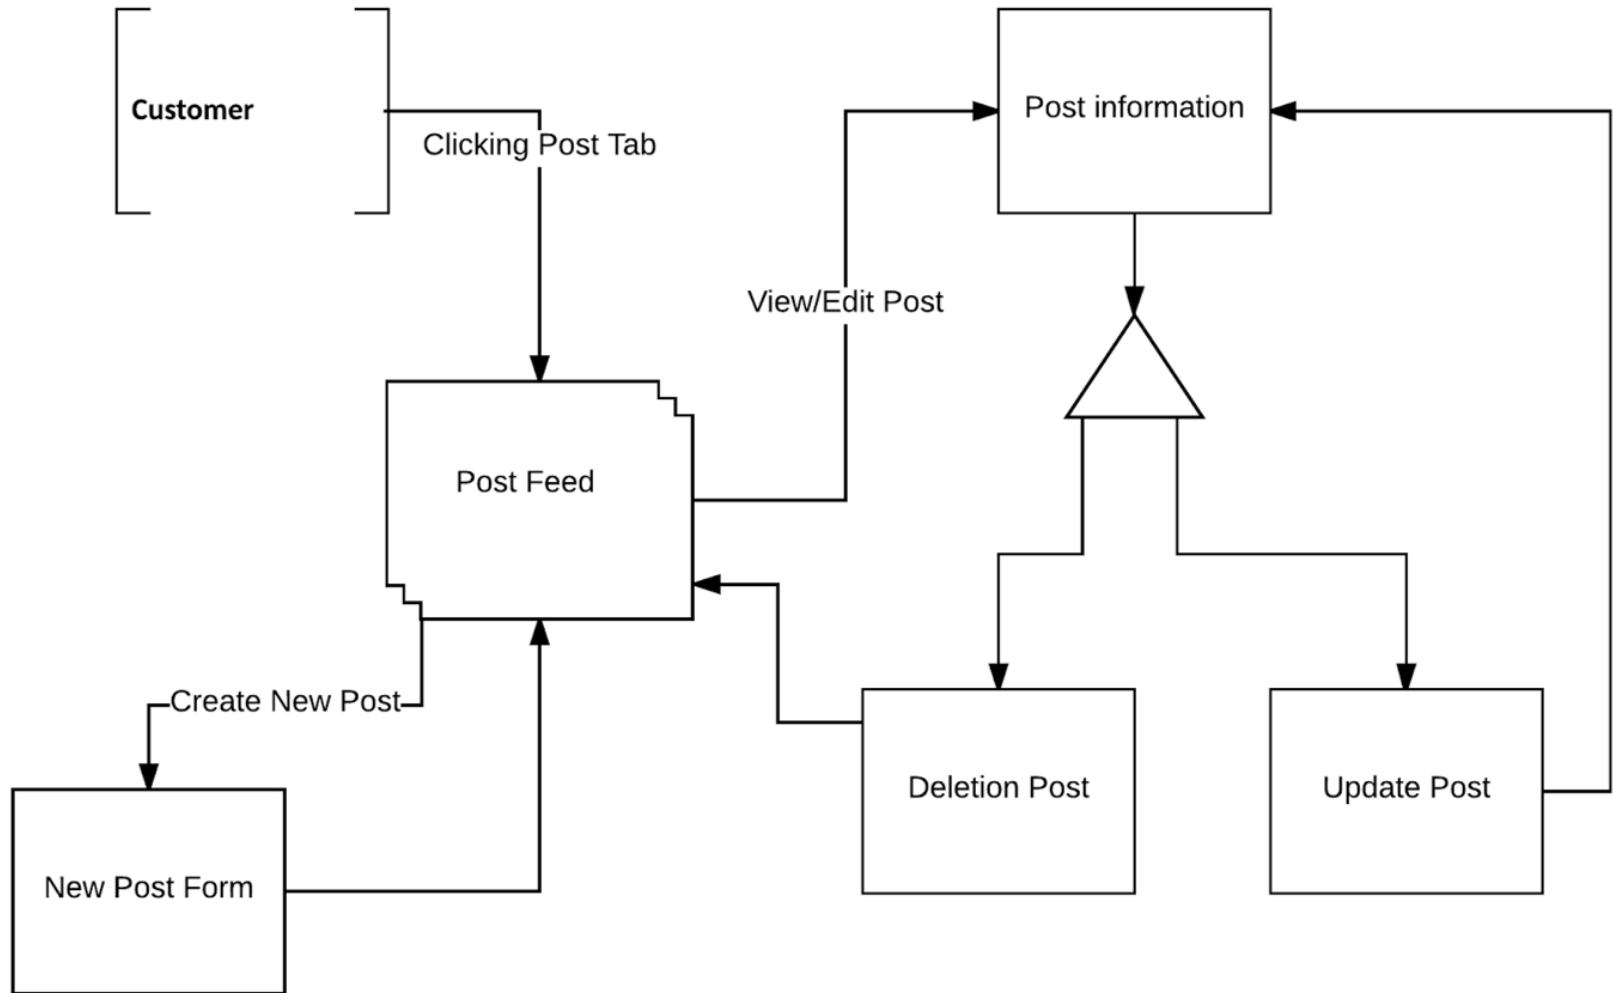 Customer
Clicking Post Tab
Post information
View/Edit Post
Post Feed
Create New Post
New Post Form
Deletion Post
Update Post